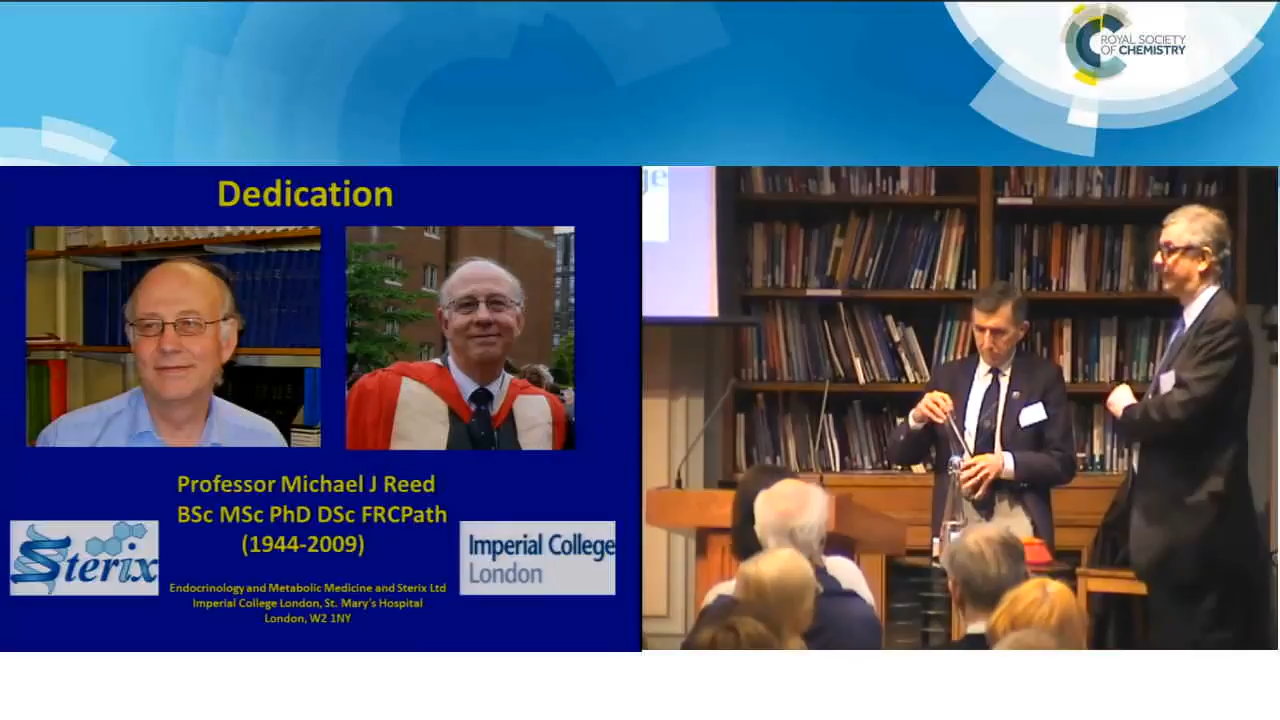 ROYAL SOCIETY
OF CHEMISTRY
Dedication
Professor Michael J Reed
BSc MSc PhD DSc FRCPath
(1944-2009)
Sterix
Imperial College
London
Endocrinology and Metabolic Medicine and Sterix Ltd
Imperial College London, St. Mary's Hospital
London, W2 1NY